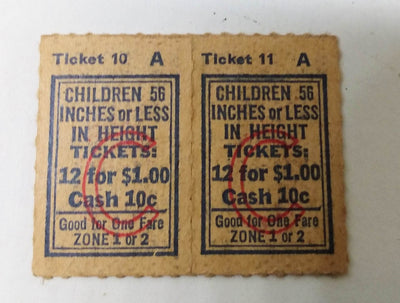 Ticket 10 A
CHILDREN 56
INCHES or LESS
IN HEIGHT
TICKETS:
12 for $1.00
Cash 10c
Good for One Fare
ZONE 1 or 2
C
Ticket 11 A
CHILDREN 56
INCHES or LESS
IN HEIGHT
TICKETS:
12 for $1.00
Cash 10c
Good for One Fare
ZONE 1 or 2
C